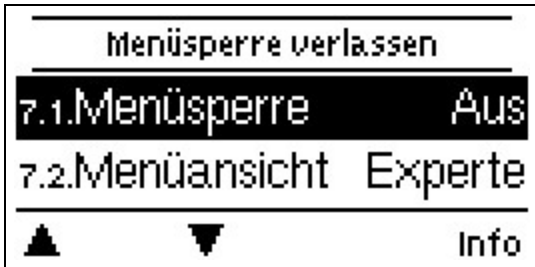 Menüsperre verlassen
7.1.Menüsperre Aus
7.2.Menüansicht Experte
▲ ▼ Info